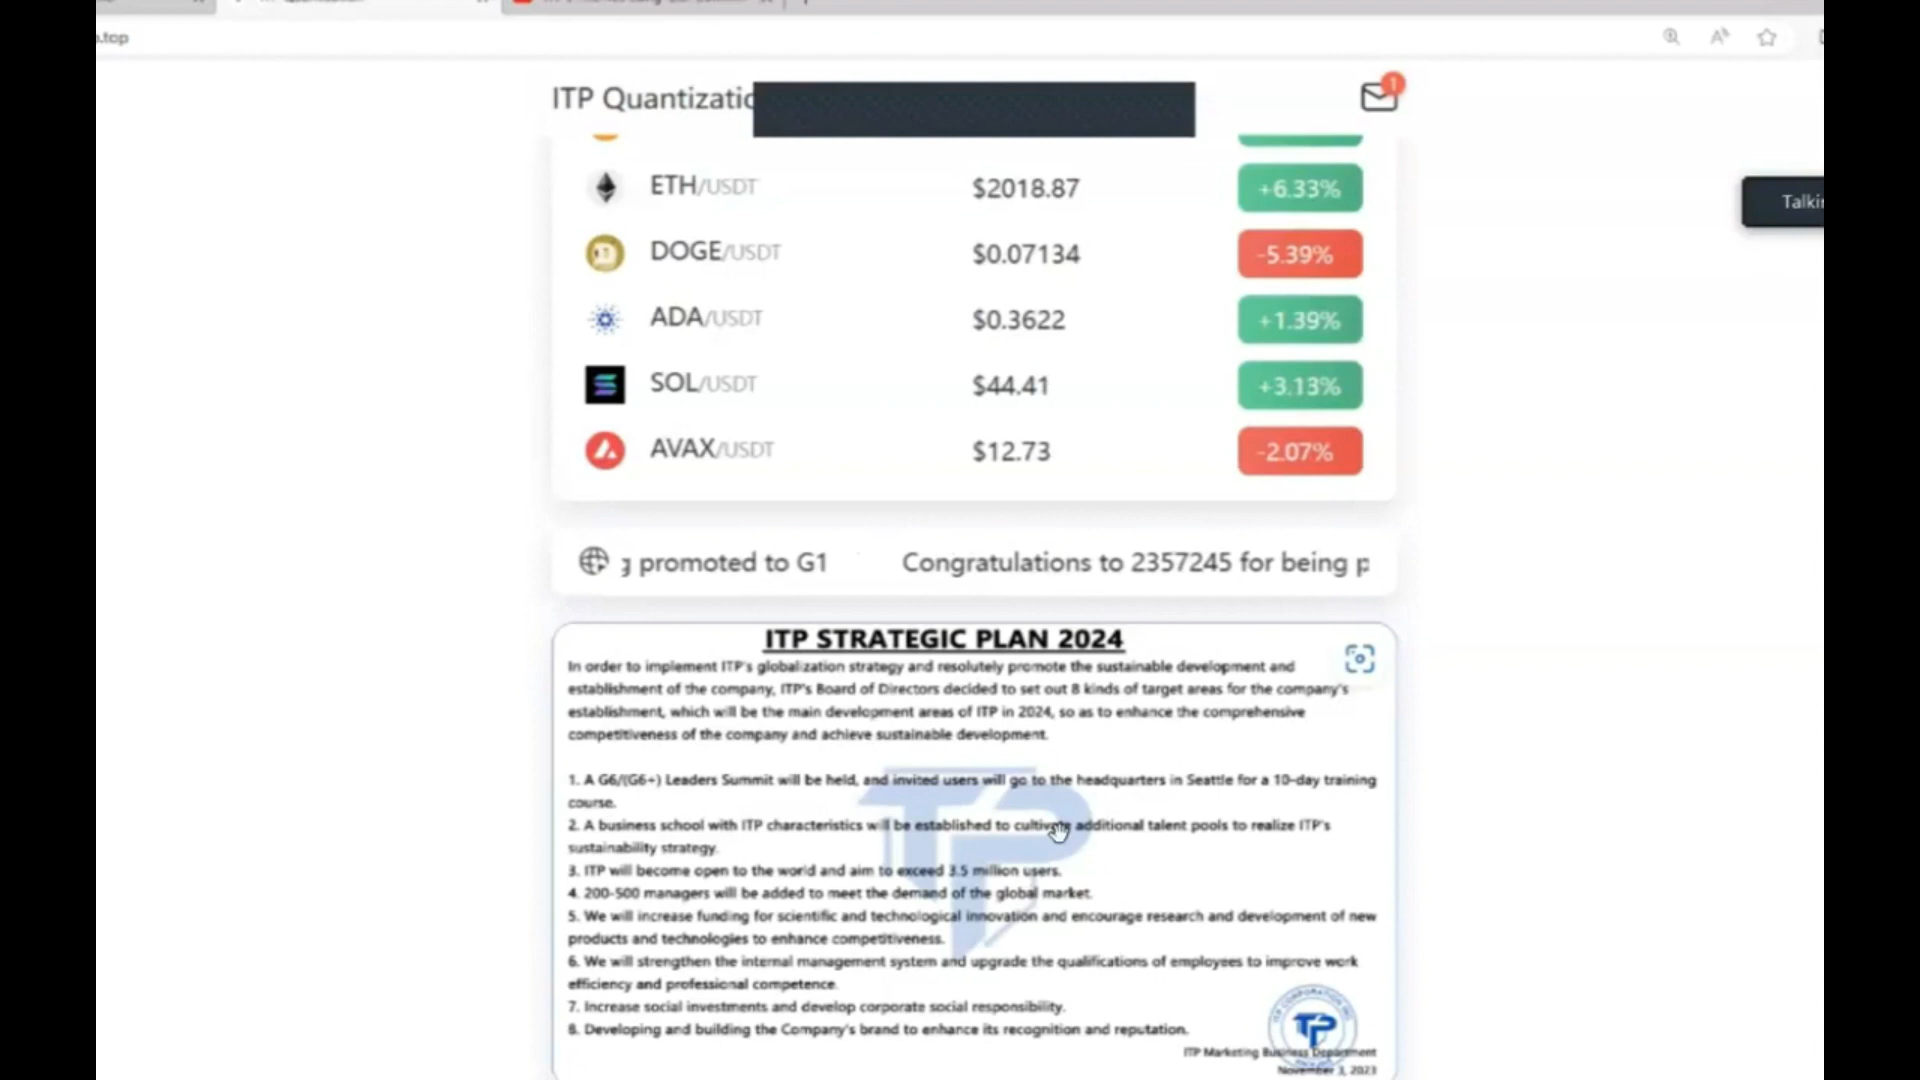 .top
ITP Quantizatio
1
ETH/USDT $2018.87 +6.33%
Talki
DOGE/USDT $0.07134 -5.39%
ADA/USDT $0.3622 +1.39%
SOL/USDT $44.41 +3.13%
AVAX/USDT $12.73 -2.07%
g promoted to G1 Congratulations to 2357245 for being p
ITP STRATEGIC PLAN 2024
In order to implement ITP's globalization strategy and resolutely promote the sustainable development and
establishment of the company, ITP's Board of Directors decided to set out 8 kinds of target areas for the company's
establishment, which will be the main development areas of ITP in 2024, so as to enhance the comprehensive
competitiveness of the company and achieve sustainable development.
1. A G6/(G6+) Leaders Summit will be held, and invited users will go to the headquarters in Seattle for a 10-day training
course.
2. A business school with ITP characteristics will be established to cultivate additional talent pools to realize ITP's
sustainability strategy.
3. ITP will become open to the world and aim to exceed 3.5 million users.
4. 200-500 managers will be added to meet the demand of the global market.
5. We will increase funding for scientific and technological innovation and encourage research and development of new
products and technologies to enhance competitiveness.
6. We will strengthen the internal management system and upgrade the qualifications of employees to improve work
efficiency and professional competence.
7. Increase social investments and develop corporate social responsibility.
8. Developing and building the Company's brand to enhance its recognition and reputation.
ITP Marketing Business Department
November 3, 2023